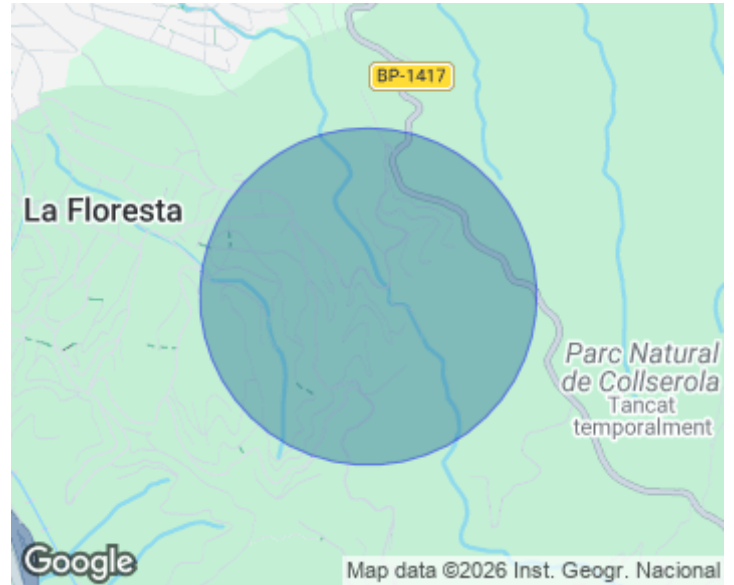 BP-1417
La Floresta
Parc Natural
de Collserola
Tancat
temporalment
Google
Map data ©2026 Inst. Geogr. Nacional